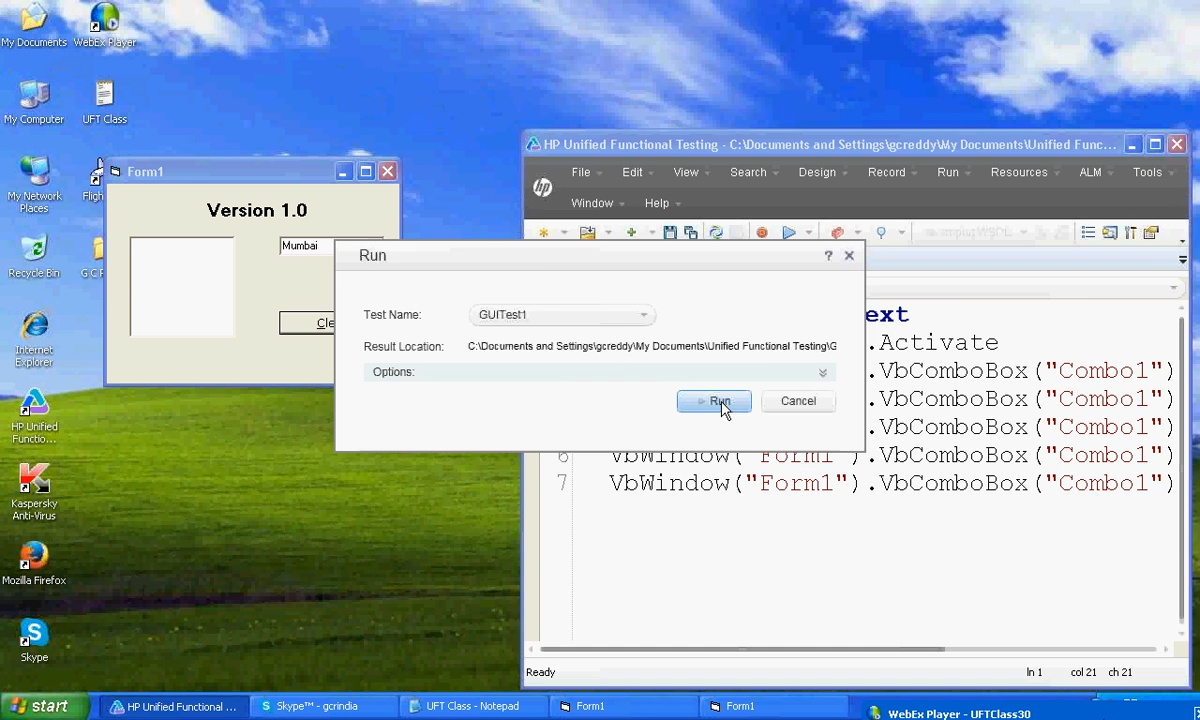 My Documents
WebEx Player
My Computer
UFT Class
My Network Places
Fligh
Recycle Bin
G C R
Internet Explorer
HP Unified Functio...
Kaspersky Anti-Virus
Mozilla Firefox
Skype
Form1
Version 1.0
Mumbai
Cle
HP Unified Functional Testing - C:\Documents and Settings\gcreddy\My Documents\Unified Func...
File Edit View Search Design Record Run Resources ALM Tools
Window Help
Run
Test Name: GUITest1
Result Location: C:\Documents and Settings\gcreddy\My Documents\Unified Functional Testing\G
Options:
Run Cancel
ext
.Activate
.VbComboBox("Combo1")
.VbComboBox("Combo1")
.VbComboBox("Combo1")
6 VbWindow("Form1").VbComboBox("Combo1")
7 VbWindow("Form1").VbComboBox("Combo1")
Ready ln 1 col 21 ch 21
start
HP Unified Functional ...
Skype™ - gcrindia
UFT Class - Notepad
Form1
Form1
WebEx Player - UFTClass30